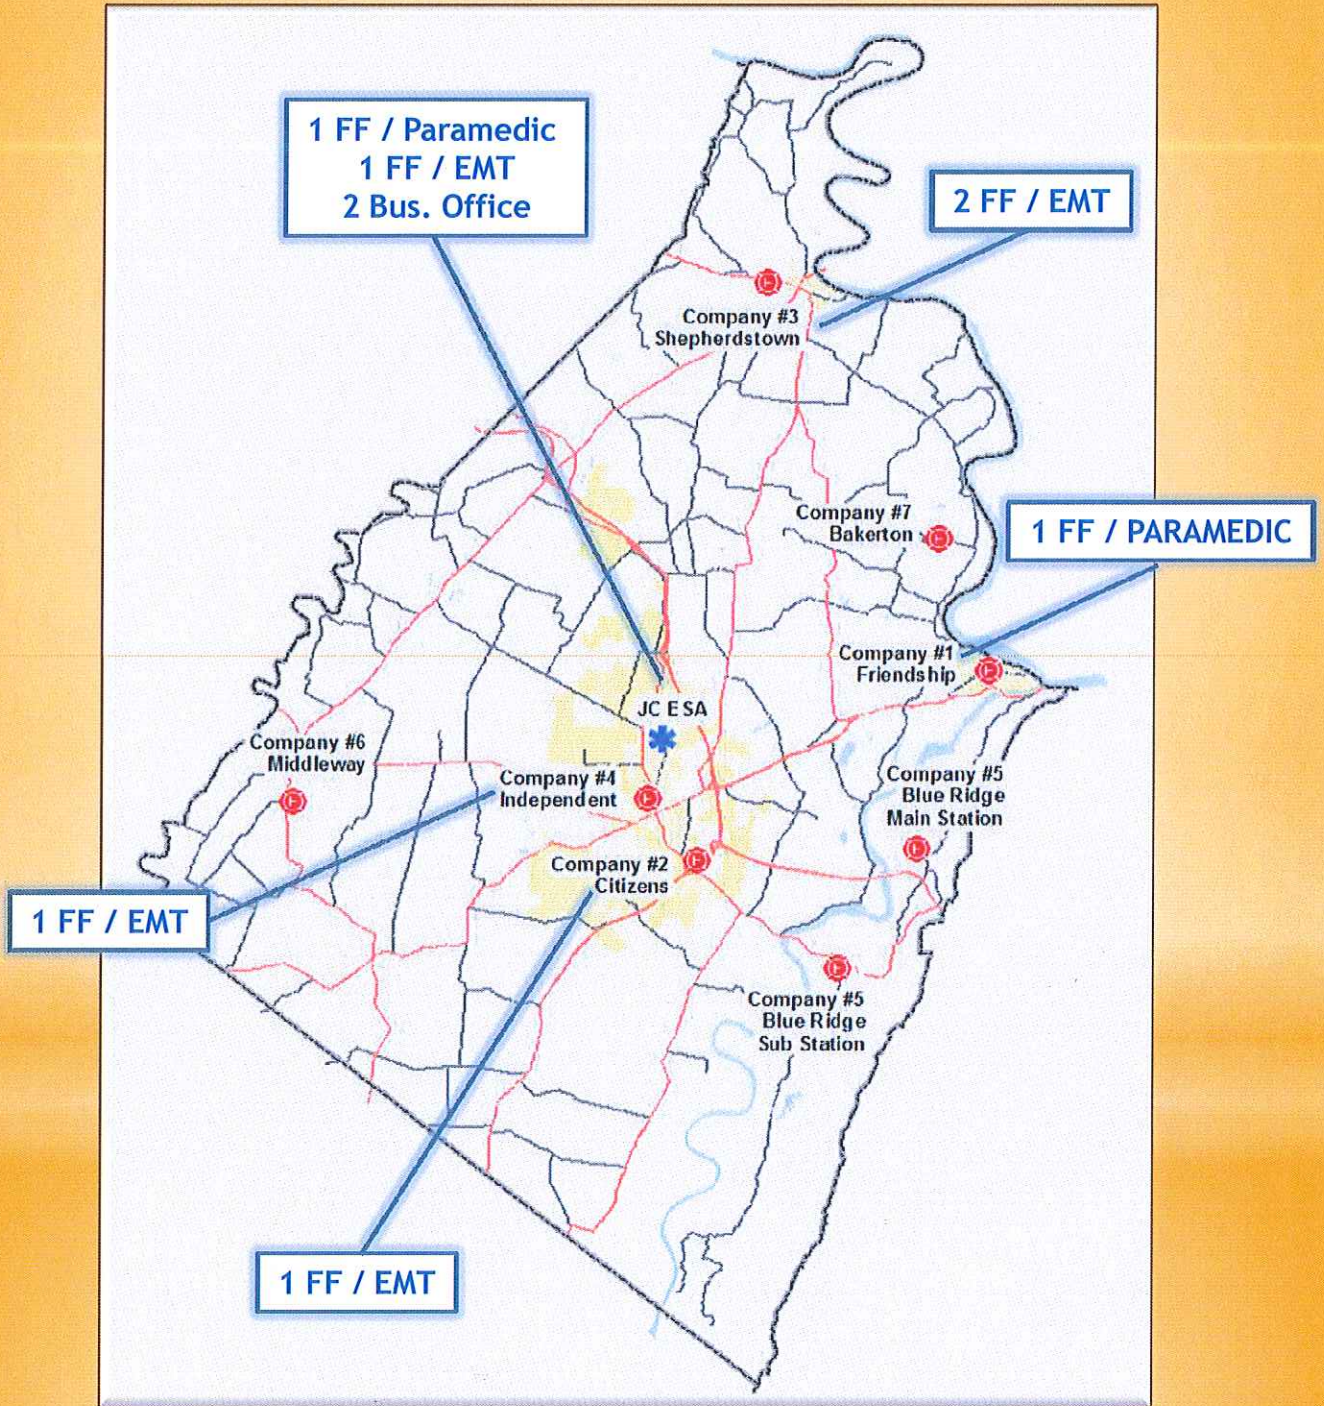 1 FF / Paramedic
1 FF / EMT
2 Bus. Office
2 FF / EMT
Company #3
Shepherdstown
Company #7
Bakerton
1 FF / PARAMEDIC
Company #1
Friendship
JC ESA
Company #6
Middleway
Company #4
Independent
Company #5
Blue Ridge
Main Station
Company #2
Citizens
1 FF / EMT
Company #5
Blue Ridge
Sub Station
1 FF / EMT